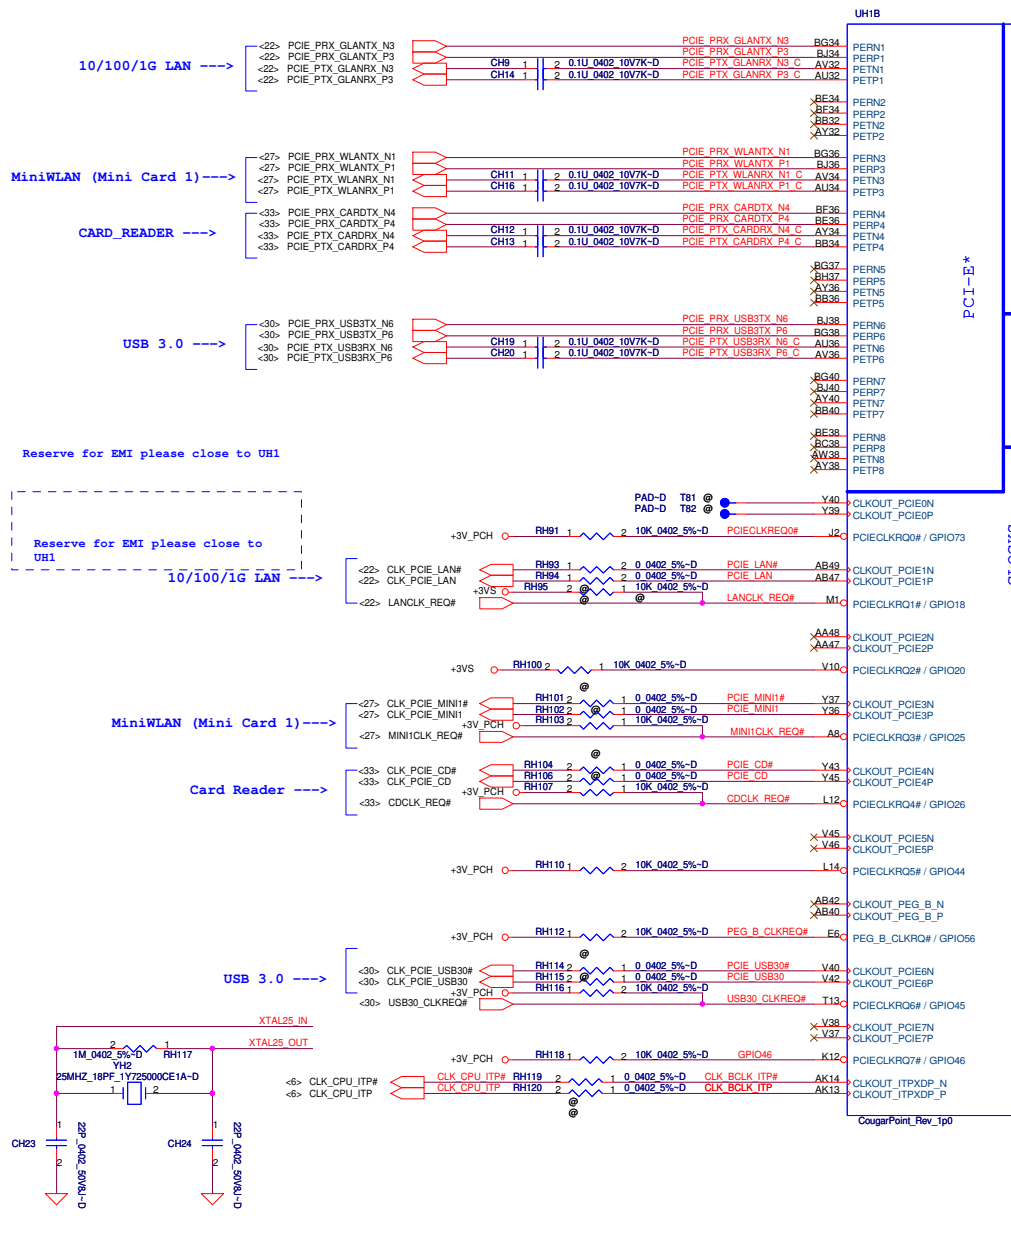 UH1B
<22> PCIE_PRX_GLANTX_N3 PCIE_PRX_GLANTX_N3 BG34 PERN1
<22> PCIE_PRX_GLANTX_P3 PCIE_PRX_GLANTX_P3 BJ34 PERP1
10/100/1G LAN --->
<22> PCIE_PTX_GLANRX_N3 CH9 1 2 0.1U_0402_10V7K~D PCIE_PTX_GLANRX_N3_C AV32 PETN1
<22> PCIE_PTX_GLANRX_P3 CH14 1 2 0.1U_0402_10V7K~D PCIE_PTX_GLANRX_P3_C AU32 PETP1
BE34 PERN2
BF34 PERP2
BB32 PETN2
AY32 PETP2
<27> PCIE_PRX_WLANTX_N1 PCIE_PRX_WLANTX_N1 BG36 PERN3
<27> PCIE_PRX_WLANTX_P1 PCIE_PRX_WLANTX_P1 BJ36 PERP3
MiniWLAN (Mini Card 1)--->
<27> PCIE_PTX_WLANRX_N1 CH11 1 2 0.1U_0402_10V7K~D PCIE_PTX_WLANRX_N1_C AV34 PETN3
<27> PCIE_PTX_WLANRX_P1 CH16 1 2 0.1U_0402_10V7K~D PCIE_PTX_WLANRX_P1_C AU34 PETP3
<33> PCIE_PRX_CARDTX_N4 PCIE_PRX_CARDTX_N4 BF36 PERN4
<33> PCIE_PRX_CARDTX_P4 PCIE_PRX_CARDTX_P4 BE36 PERP4
CARD_READER --->
<33> PCIE_PTX_CARDRX_N4 CH12 1 2 0.1U_0402_10V7K~D PCIE_PTX_CARDRX_N4_C AY34 PETN4
<33> PCIE_PTX_CARDRX_P4 CH13 1 2 0.1U_0402_10V7K~D PCIE_PTX_CARDRX_P4_C BB34 PETP4
BG37 PERN5
BH37 PERP5
AY36 PETN5
BB36 PETP5
PCI-E*
<30> PCIE_PRX_USB3TX_N6 PCIE_PRX_USB3TX_N6 BJ38 PERN6
<30> PCIE_PRX_USB3TX_P6 PCIE_PRX_USB3TX_P6 BG38 PERP6
USB 3.0 --->
<30> PCIE_PTX_USB3RX_N6 CH19 1 2 0.1U_0402_10V7K~D PCIE_PTX_USB3RX_N6_C AU36 PETN6
<30> PCIE_PTX_USB3RX_P6 CH20 1 2 0.1U_0402_10V7K~D PCIE_PTX_USB3RX_P6_C AV36 PETP6
BG40 PERN7
BJ40 PERP7
AY40 PETN7
BB40 PETP7
BE38 PERN8
BC38 PERP8
AW38 PETN8
AY38 PETP8
Reserve for EMI please close to UH1
PAD~D T81 @ Y40 CLKOUT_PCIE0N
PAD~D T82 @ Y39 CLKOUT_PCIE0P
+3V_PCH RH91 1 2 10K_0402_5%~D PCIECLKREQ0# J2 PCIECLKRQ0# / GPIO73
Reserve for EMI please close to
UH1
10/100/1G LAN --->
<22> CLK_PCIE_LAN# RH93 1 2 0_0402_5%~D PCIE_LAN# AB49 CLKOUT_PCIE1N
<22> CLK_PCIE_LAN RH94 1 2 0_0402_5%~D PCIE_LAN AB47 CLKOUT_PCIE1P
+3VS RH95 2 @ 1 10K_0402_5%~D
<22> LANCLK_REQ# @ @ LANCLK_REQ# M1 PCIECLKRQ1# / GPIO18
AA48 CLKOUT_PCIE2N
AA47 CLKOUT_PCIE2P
+3VS RH100 2 1 10K_0402_5%~D V10 PCIECLKRQ2# / GPIO20
@
<27> CLK_PCIE_MINI1# RH101 2 1 0_0402_5%~D PCIE_MINI1# Y37 CLKOUT_PCIE3N
<27> CLK_PCIE_MINI1 RH102 2 @ 1 0_0402_5%~D PCIE_MINI1 Y36 CLKOUT_PCIE3P
MiniWLAN (Mini Card 1)--->
+3V_PCH RH103 1 2 10K_0402_5%~D
<27> MINI1CLK_REQ# MINI1CLK_REQ# A8 PCIECLKRQ3# / GPIO25
@
<33> CLK_PCIE_CD# RH104 2 1 0_0402_5%~D PCIE_CD# Y43 CLKOUT_PCIE4N
<33> CLK_PCIE_CD RH106 2 @ 1 0_0402_5%~D PCIE_CD Y45 CLKOUT_PCIE4P
Card Reader --->
+3V_PCH RH107 1 2 10K_0402_5%~D
<33> CDCLK_REQ# CDCLK_REQ# L12 PCIECLKRQ4# / GPIO26
V45 CLKOUT_PCIE5N
V46 CLKOUT_PCIE5P
+3V_PCH RH110 1 2 10K_0402_5%~D L14 PCIECLKRQ5# / GPIO44
AB42 CLKOUT_PEG_B_N
AB40 CLKOUT_PEG_B_P
+3V_PCH RH112 1 2 10K_0402_5%~D PEG_B_CLKREQ# E6 PEG_B_CLKRQ# / GPIO56
@
<30> CLK_PCIE_USB30# RH114 2 1 0_0402_5%~D PCIE_USB30# V40 CLKOUT_PCIE6N
USB 3.0 --->
<30> CLK_PCIE_USB30 RH115 2 @ 1 0_0402_5%~D PCIE_USB30 V42 CLKOUT_PCIE6P
+3V_PCH RH116 1 2 10K_0402_5%~D
<30> USB30_CLKREQ# USB30_CLKREQ# T13 PCIECLKRQ6# / GPIO45
XTAL25_IN
V38 CLKOUT_PCIE7N
V37 CLKOUT_PCIE7P
XTAL25_OUT
2 1
1M_0402_5%~D RH117
+3V_PCH RH118 1 2 10K_0402_5%~D GPIO46 K12 PCIECLKRQ7# / GPIO46
YH2
25MHZ_18PF_1Y725000CE1A~D
<6> CLK_CPU_ITP# CLK_CPU_ITP# RH119 2 1 0_0402_5%~D CLK_BCLK_ITP# AK14 CLKOUT_ITPXDP_N
<6> CLK_CPU_ITP CLK_CPU_ITP RH120 2 1 0_0402_5%~D CLK_BCLK_ITP AK13 CLKOUT_ITPXDP_P
1 2
@
@
CougarPoint_Rev_1p0
1 1
CH23 22P_0402_50V8J~D CH24 22P_0402_50V8J~D
2 2